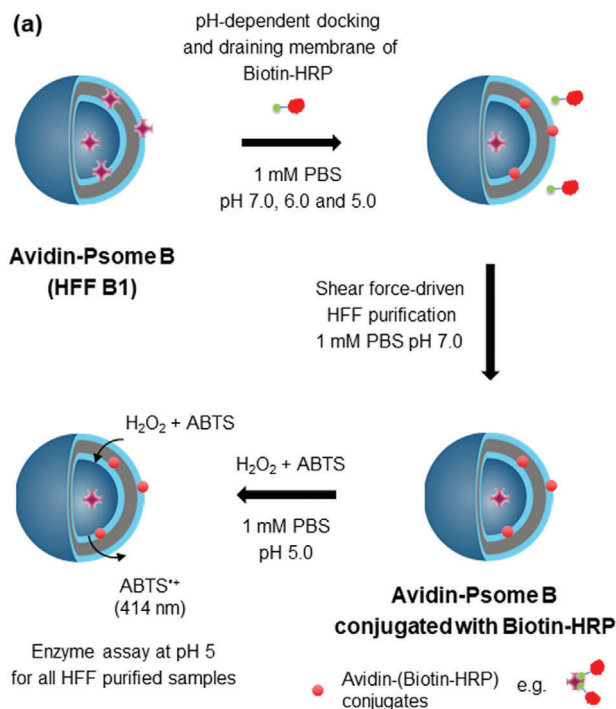 (a)
pH-dependent docking
and draining membrane of
Biotin-HRP
1 mM PBS
pH 7.0, 6.0 and 5.0
Avidin-Psome B
(HFF B1)
Shear force-driven
HFF purification
1 mM PBS pH 7.0
H₂O₂ + ABTS
H₂O₂ + ABTS
1 mM PBS
pH 5.0
ABTS•⁺
(414 nm)
Enzyme assay at pH 5
for all HFF purified samples
Avidin-Psome B
conjugated with Biotin-HRP
Avidin-(Biotin-HRP) e.g.
conjugates